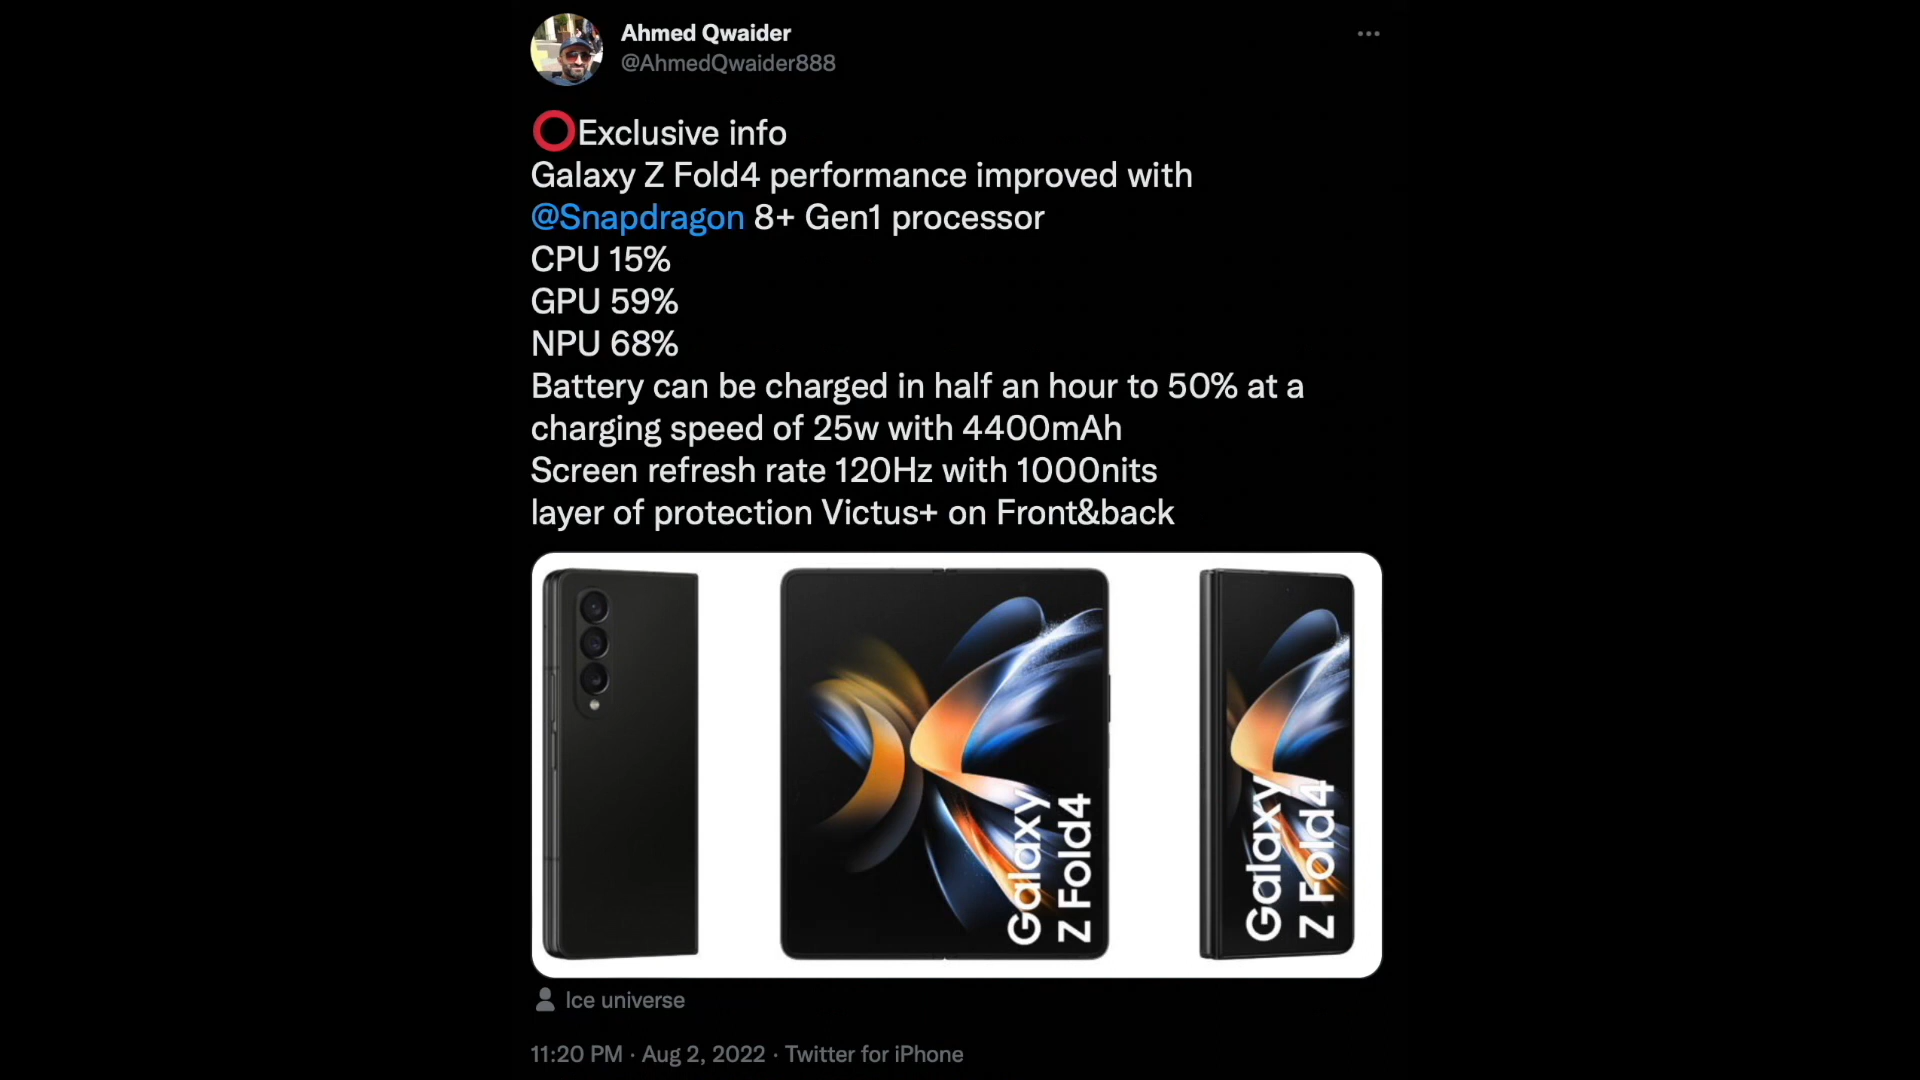 Ahmed Qwaider
@AhmedQwaider888
⭕Exclusive info
Galaxy Z Fold4 performance improved with
@Snapdragon 8+ Gen1 processor
CPU 15%
GPU 59%
NPU 68%
Battery can be charged in half an hour to 50% at a
charging speed of 25w with 4400mAh
Screen refresh rate 120Hz with 1000nits
layer of protection Victus+ on Front&back
Galaxy
Z Fold4
Galaxy
Z Fold4
Ice universe
11:20 PM · Aug 2, 2022 · Twitter for iPhone